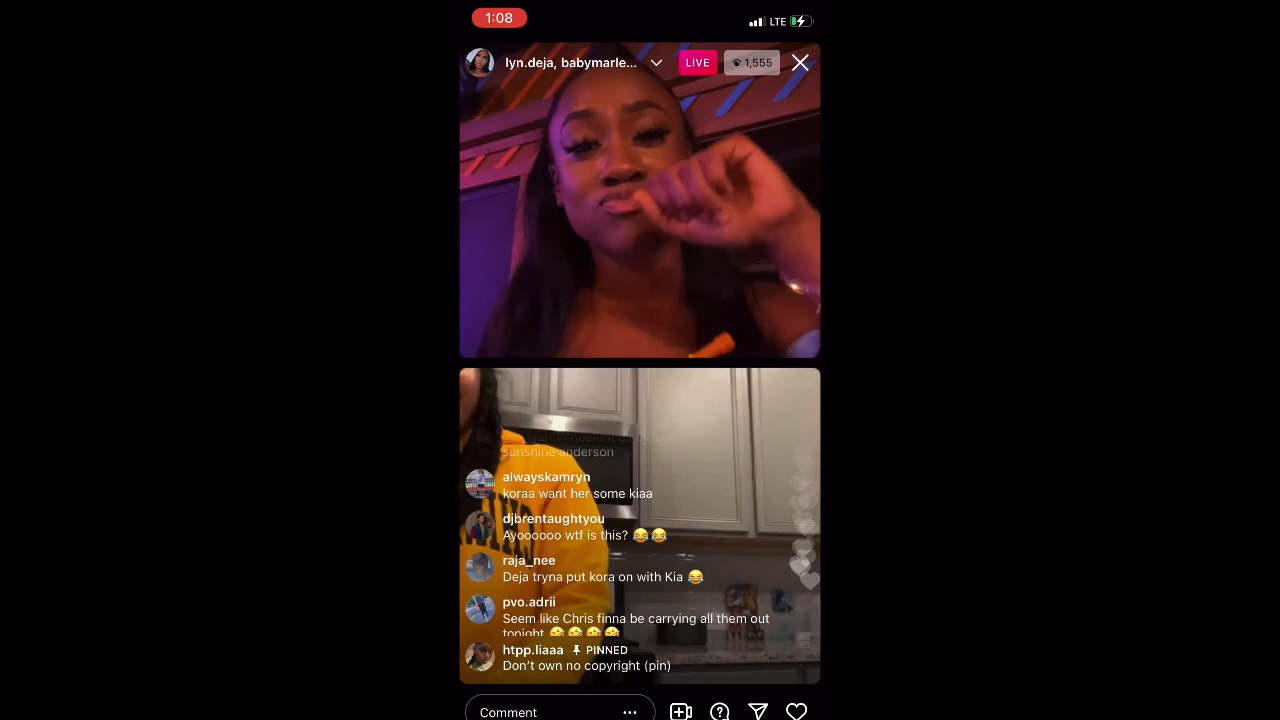 1:08
LTE
lyn.deja, babymarle...
LIVE
1,555
sunshine anderson
alwayskamryn
koraa want her some kiaa
djbrentaughtyou
Ayoooooo wtf is this? 😂😂
raja_nee
Deja tryna put kora on with Kia 😂
pvo.adrii
Seem like Chris finna be carrying all them out
tonight 🤣🤣🤣🤣
htpp.liaaa 📌 PINNED
Don’t own no copyright (pin)
Comment ...